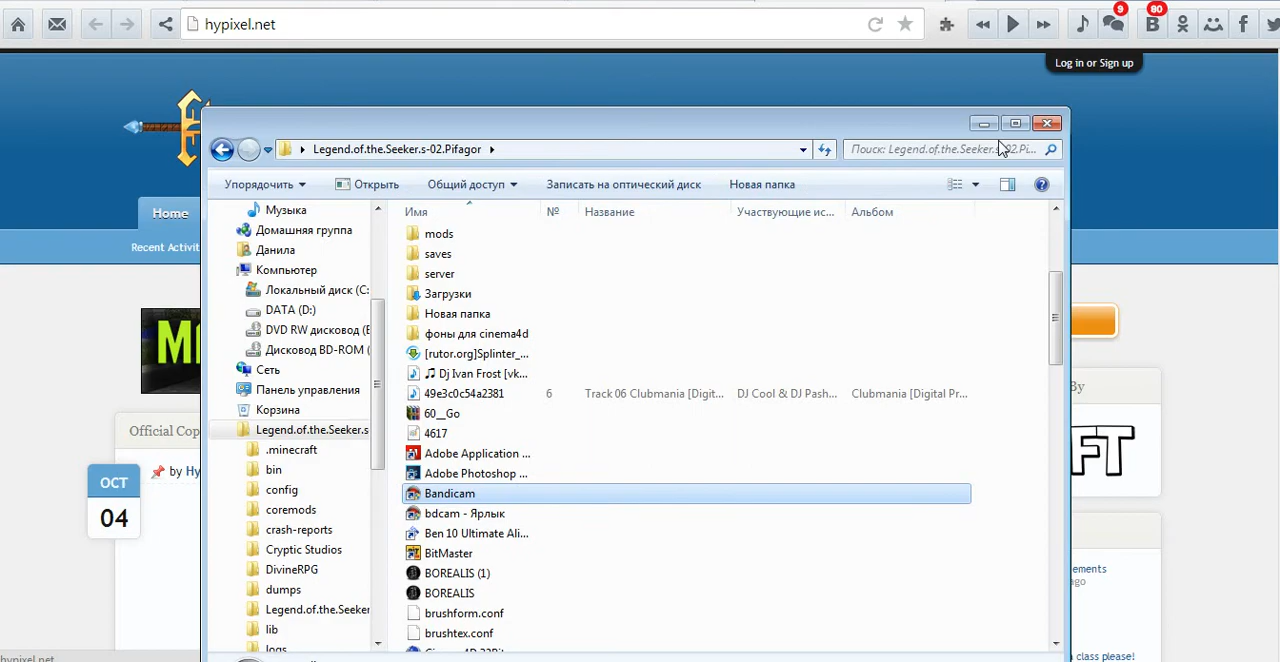 hypixel.net
9
80
B
Log in or Sign up
Legend.of.the.Seeker.s-02.Pifagor
Поиск: Legend.of.the.Seeker.s-02.Pi...
Упорядочить
Открыть
Общий доступ
Записать на оптический диск
Новая папка
Home
Recent Activit
Музыка
Домашняя группа
Данила
Компьютер
Локальный диск (C:
DATA (D:)
DVD RW дисковод (E
Дисковод BD-ROM (
Сеть
Панель управления
Корзина
Legend.of.the.Seeker.s
.minecraft
bin
config
coremods
crash-reports
Cryptic Studios
DivineRPG
dumps
Legend.of.the.Seeker
lib
logs
Имя
№
Название
Участвующие ис...
Альбом
mods
saves
server
Загрузки
Новая папка
фоны для cinema4d
[rutor.org]Splinter_...
♫ Dj Ivan Frost [vk...
49e3c0c54a2381 6 Track 06 Clubmania [Digit... DJ Cool & DJ Pash... Clubmania [Digital Pr...
60__Go
4617
Adobe Application ...
Adobe Photoshop ...
Bandicam
bdcam - Ярлык
Ben 10 Ultimate Ali...
BitMaster
BOREALIS (1)
BOREALIS
brushform.conf
brushtex.conf
Official Cop
by Hy
OCT
04
By
FT
ements
ago
class please!
hypixel.net